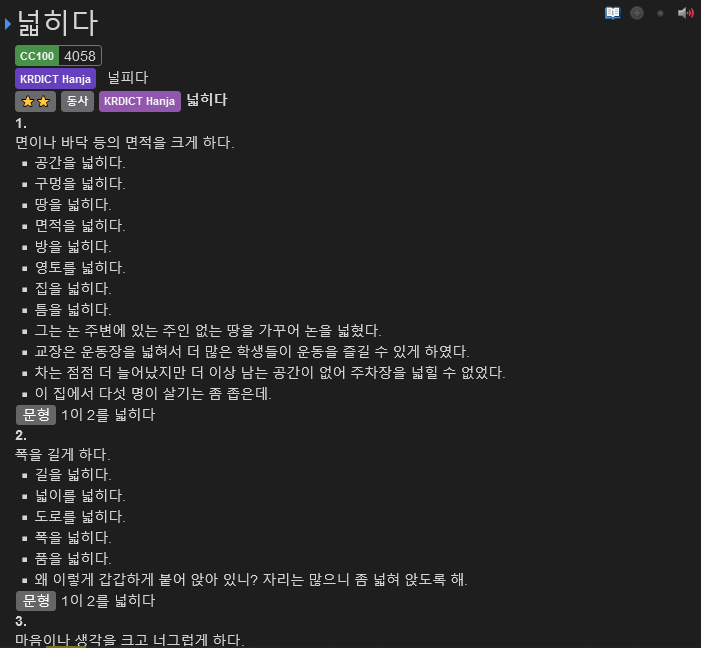 넓히다
CC100 4058
KRDICT Hanja 널피다
★★ 동사 KRDICT Hanja 넓히다
1.
면이나 바닥 등의 면적을 크게 하다.
▪ 공간을 넓히다.
▪ 구멍을 넓히다.
▪ 땅을 넓히다.
▪ 면적을 넓히다.
▪ 방을 넓히다.
▪ 영토를 넓히다.
▪ 집을 넓히다.
▪ 틈을 넓히다.
▪ 그는 논 주변에 있는 주인 없는 땅을 가꾸어 논을 넓혔다.
▪ 교장은 운동장을 넓혀서 더 많은 학생들이 운동을 즐길 수 있게 하였다.
▪ 차는 점점 더 늘어났지만 더 이상 남는 공간이 없어 주차장을 넓힐 수 없었다.
▪ 이 집에서 다섯 명이 살기는 좀 좁은데.
문형 1이 2를 넓히다
2.
폭을 길게 하다.
▪ 길을 넓히다.
▪ 넓이를 넓히다.
▪ 도로를 넓히다.
▪ 폭을 넓히다.
▪ 품을 넓히다.
▪ 왜 이렇게 갑갑하게 붙어 앉아 있니? 자리는 많으니 좀 넓혀 앉도록 해.
문형 1이 2를 넓히다
3.
마음이나 생각을 크고 너그럽게 하다.